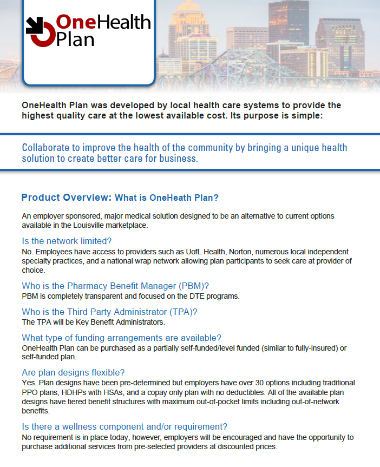 OneHealth
Plan
OneHealth Plan was developed by local health care systems to provide the
highest quality care at the lowest available cost. Its purpose is simple:
Collaborate to improve the health of the community by bringing a unique health
solution to create better care for business.
Product Overview: What is OneHeath Plan?
An employer sponsored, major medical solution designed to be an alternative to current options
available in the Louisville marketplace.
Is the network limited?
No. Employees have access to providers such as UofL Health, Norton, numerous local independent
specialty practices, and a national wrap network allowing plan participants to seek care at provider of
choice.
Who is the Pharmacy Benefit Manager (PBM)?
PBM is completely transparent and focused on the DTE programs.
Who is the Third Party Administrator (TPA)?
The TPA will be Key Benefit Administrators.
What type of funding arrangements are available?
OneHealth Plan can be purchased as a partially self-funded/level funded (similar to fully-insured) or
self-funded plan.
Are plan designs flexible?
Yes. Plan designs have been pre-determined but employers have over 30 options including traditional
PPO plans, HDHPs with HSAs, and a copay only plan with no deductibles. All of the available plan
designs have tiered benefit structures with maximum out-of-pocket limits including out-of-network
benefits.
Is there a wellness component and/or requirement?
No requirement is in place today, however, employers will be encouraged and have the opportunity to
purchase additional services from pre-selected providers at discounted prices.